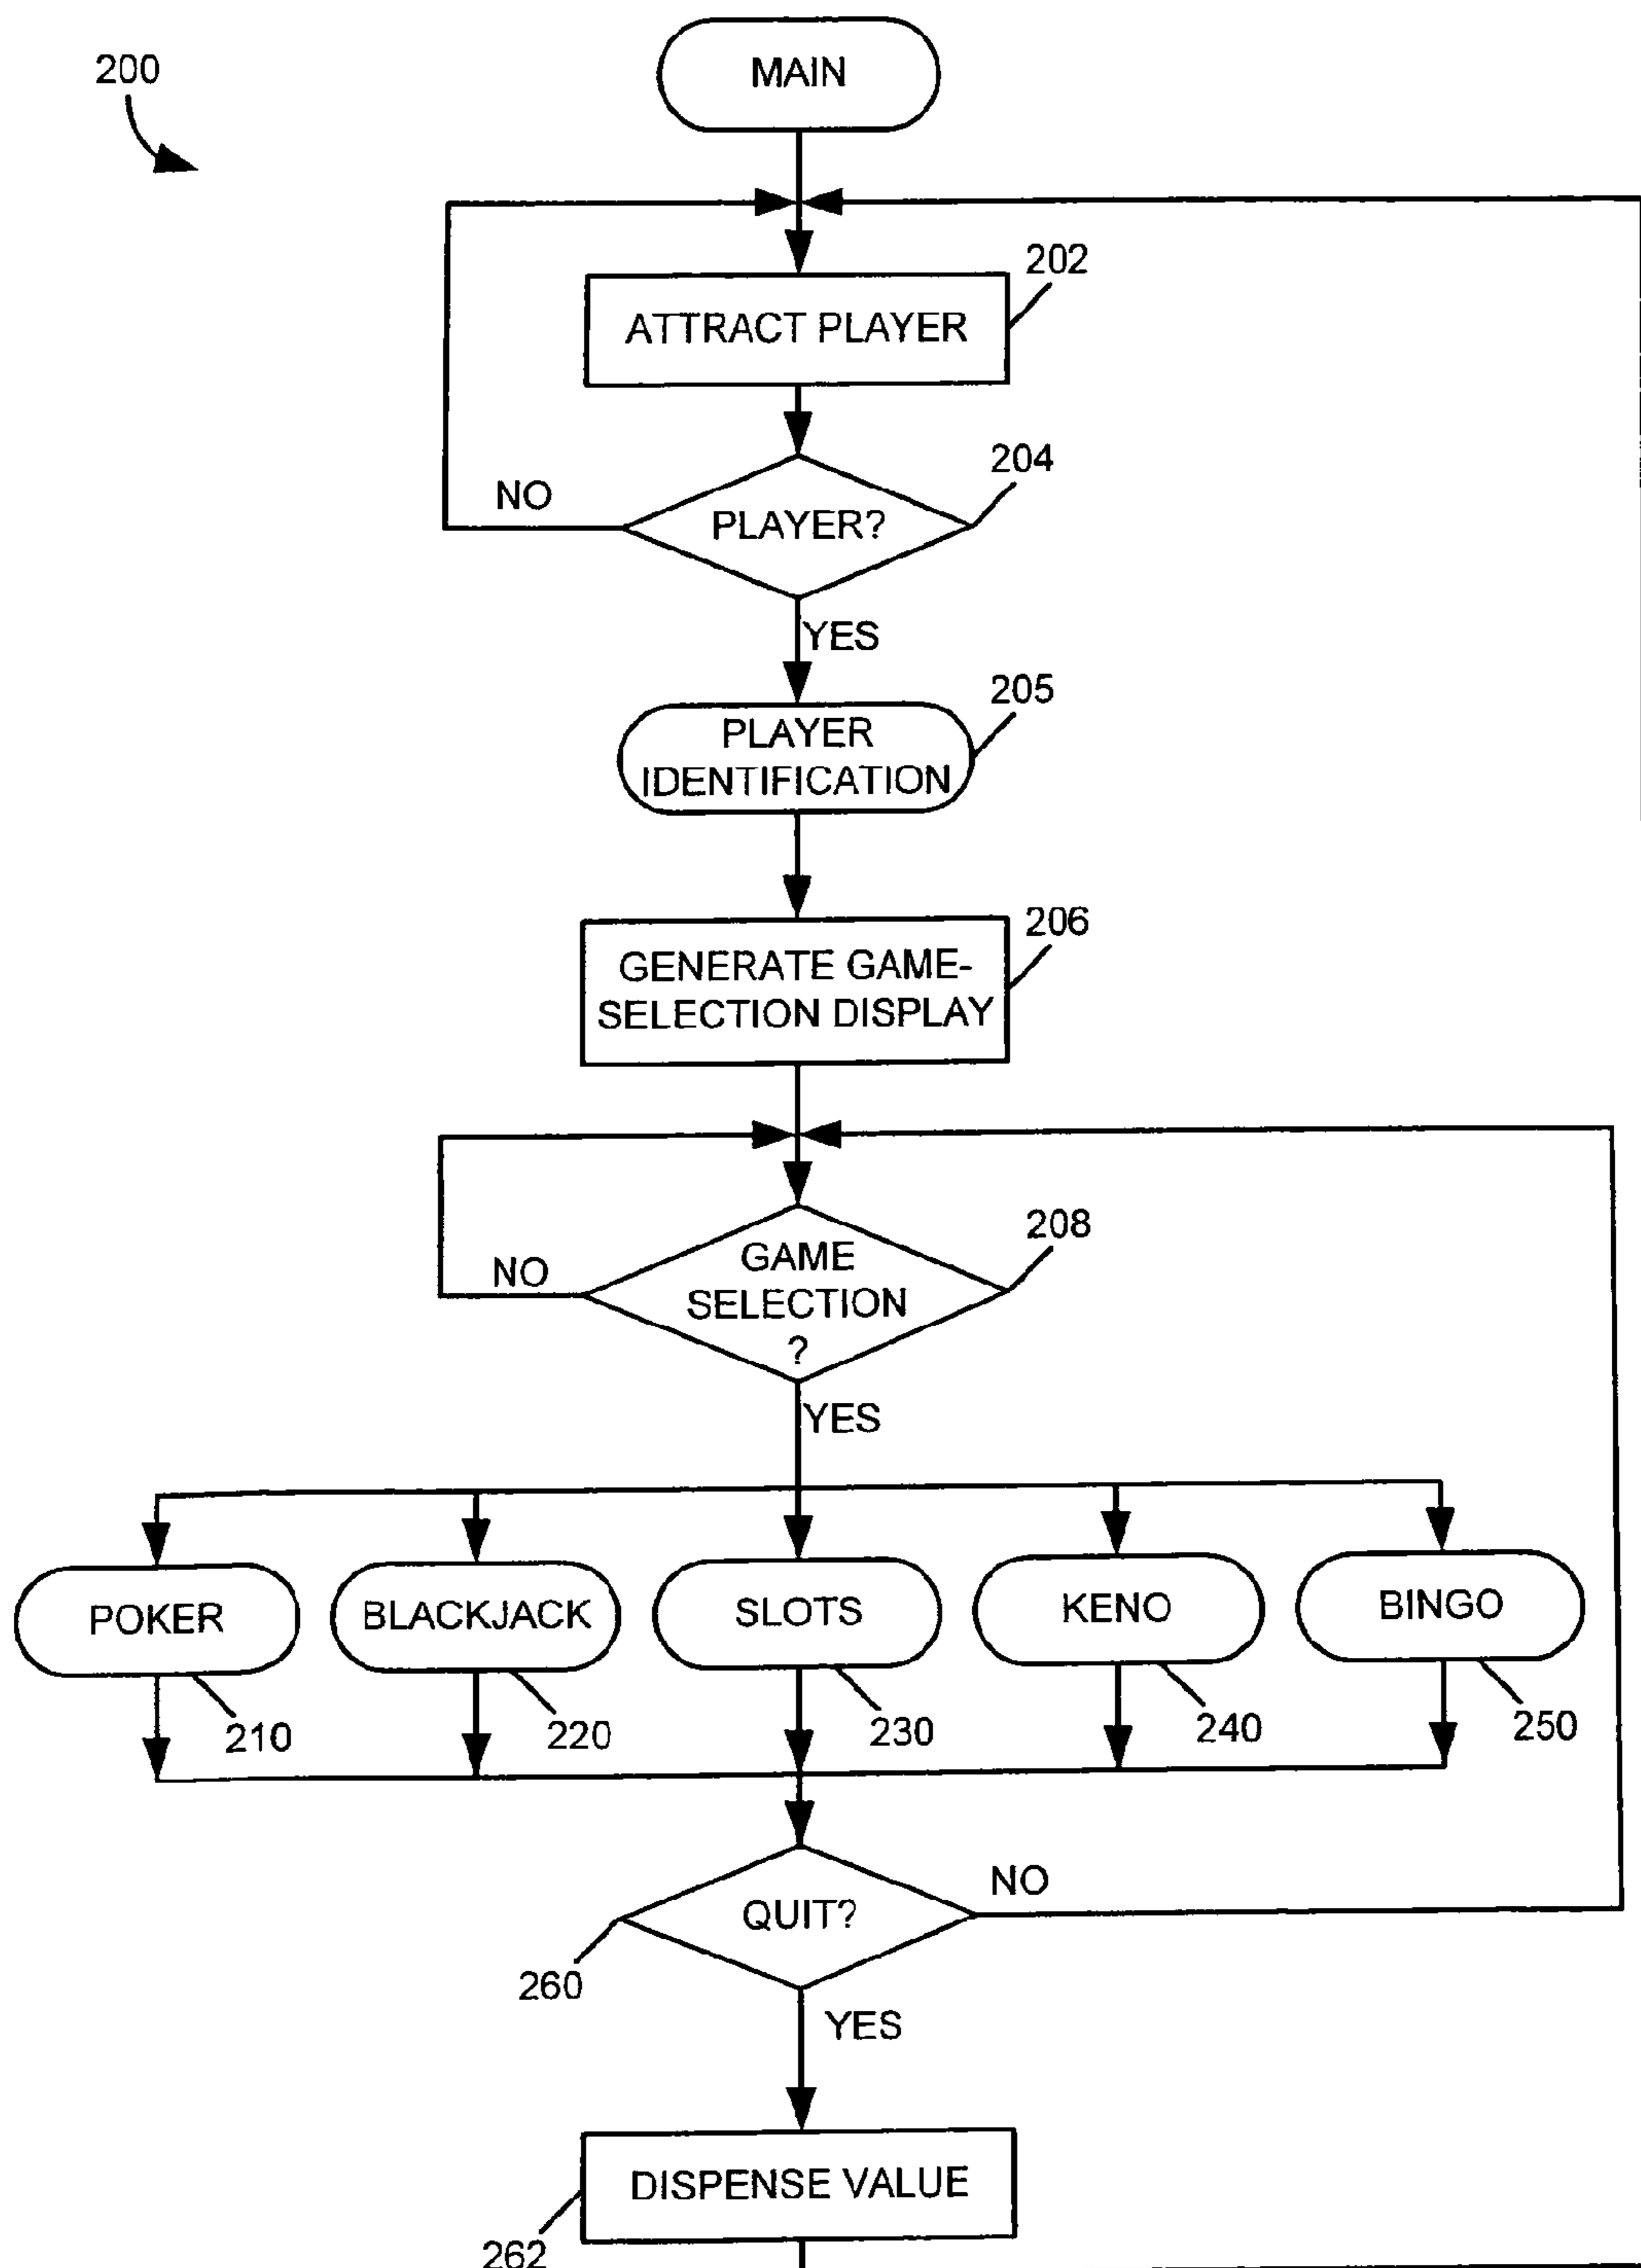 200
MAIN
202
ATTRACT PLAYER
204
NO
PLAYER?
YES
205
PLAYER
IDENTIFICATION
206
GENERATE GAME-
SELECTION DISPLAY
208
GAME
NO
SELECTION
?
YES
POKER
BLACKJACK
SLOTS
KENO
BINGO
210
220
230
240
250
NO
QUIT?
260
YES
DISPENSE VALUE
262